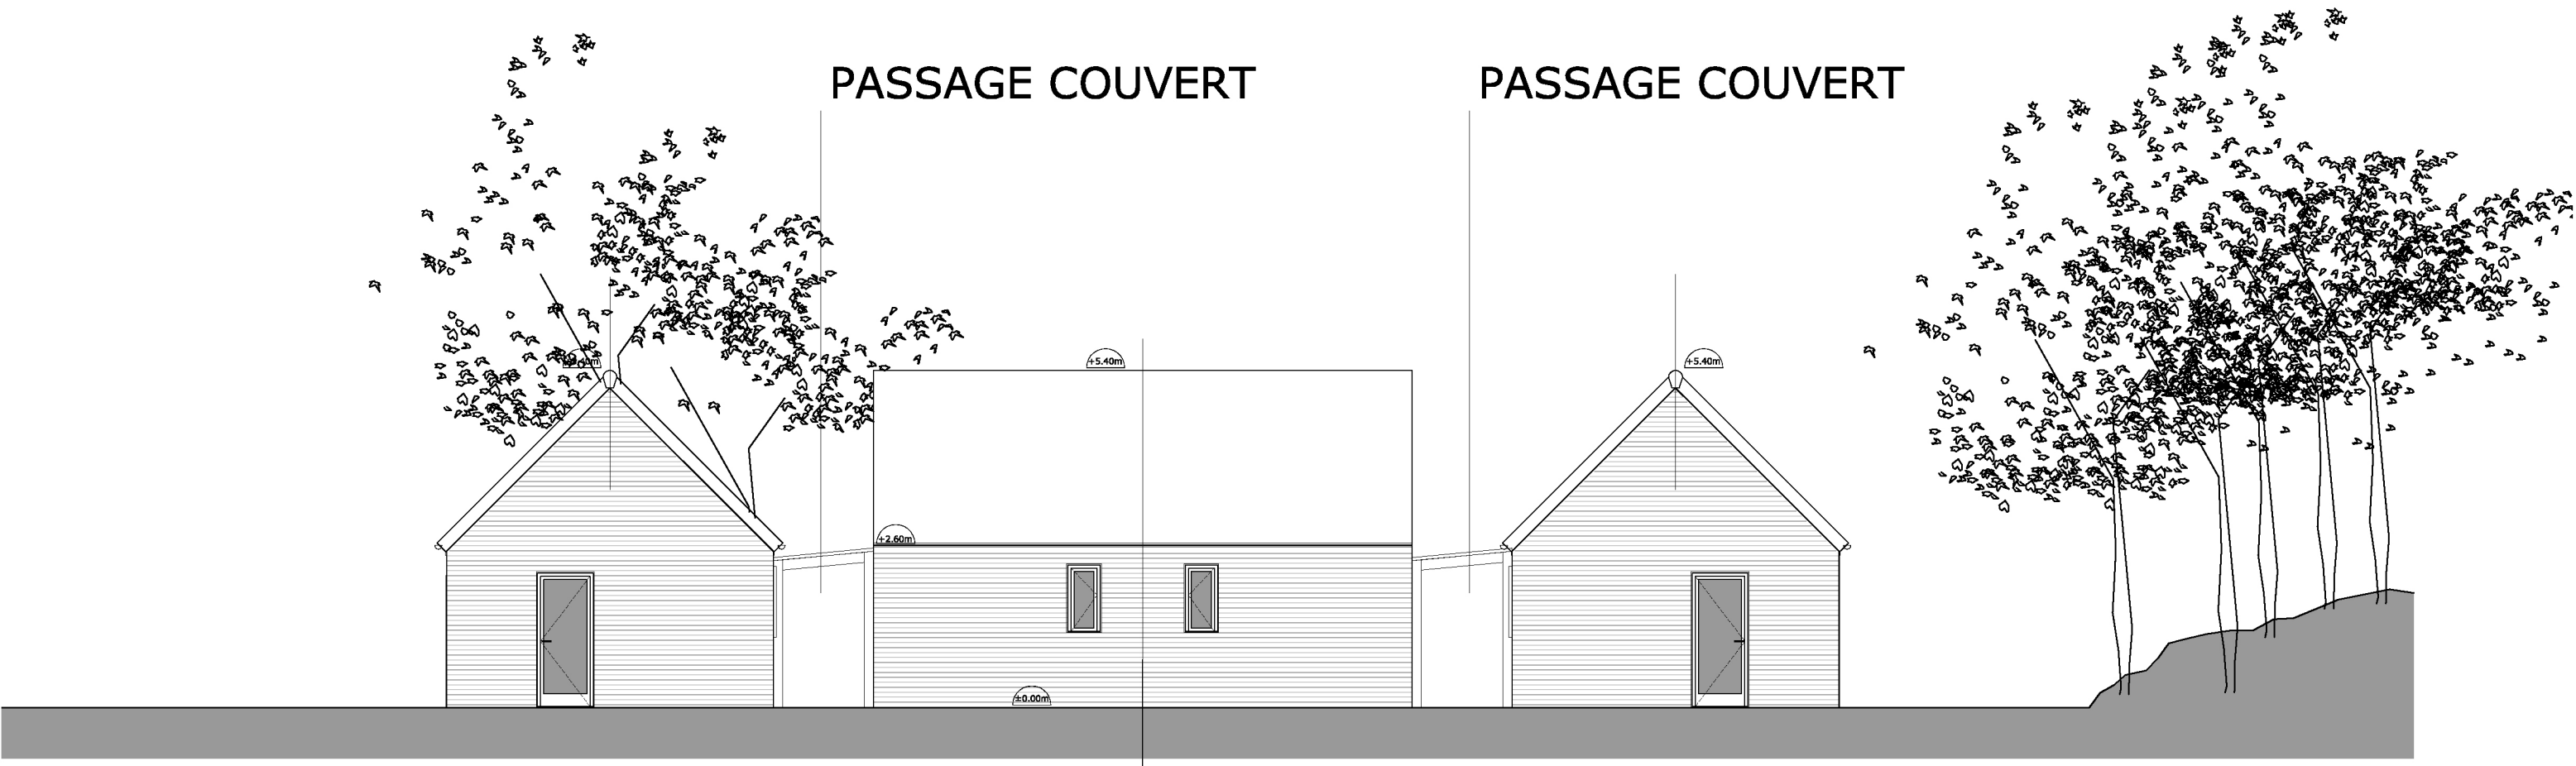 PASSAGE COUVERT
PASSAGE COUVERT
+5.40m
+5.40m
+2.60m
±0.00m